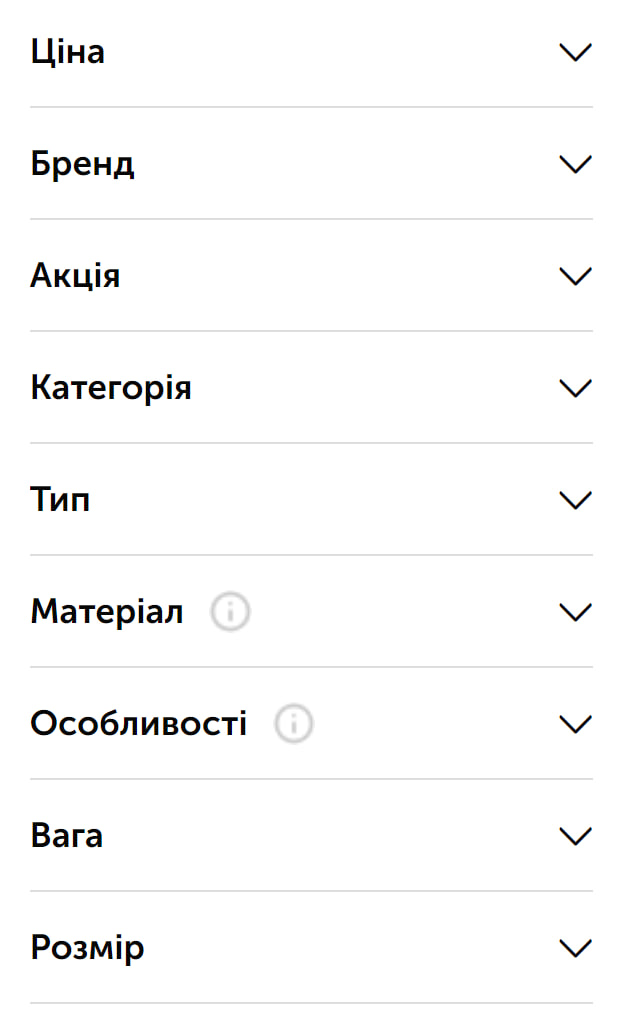 Ціна
Бренд
Акція
Категорія
Тип
Матеріал
Особливості
Вага
Розмір